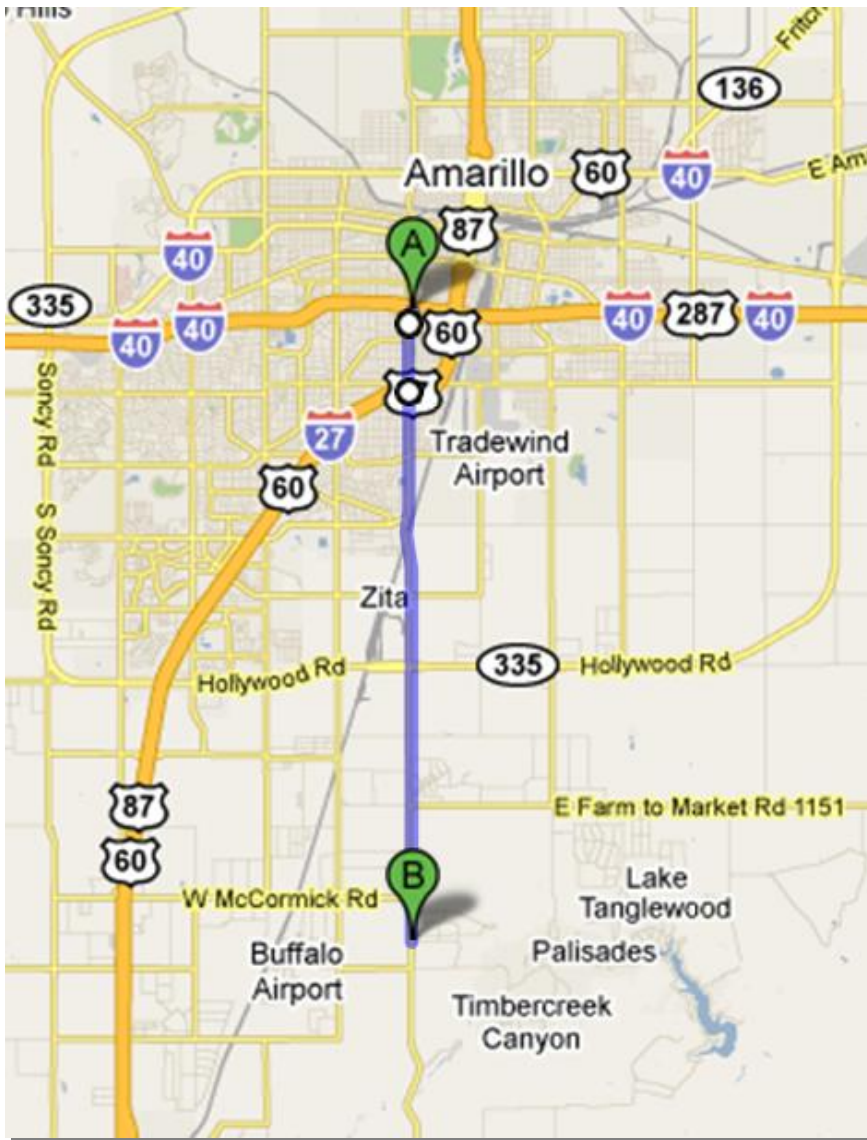 Hills
Fritch
136
Amarillo
60
40
E Am
87
A
40
335
40
40
60
40
287
40
Soncy Rd
27
Tradewind
Airport
60
S Soncy Rd
Zita
Hollywood Rd
335
Hollywood Rd
87
60
E Farm to Market Rd 1151
B
W McCormick Rd
Lake
Tanglewood
Buffalo
Airport
Palisades
Timbercreek
Canyon